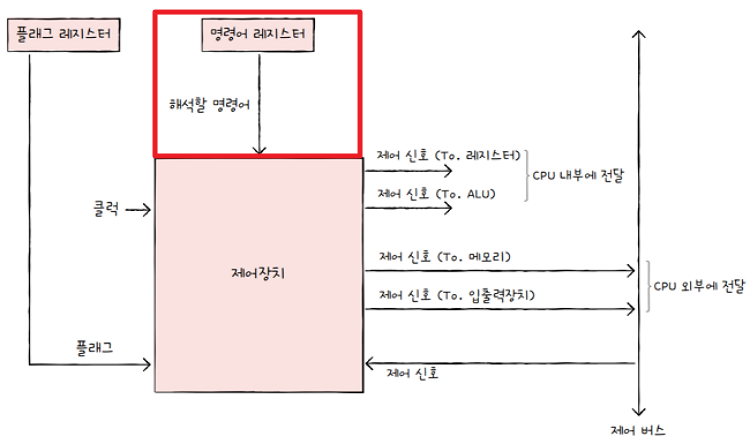 플래그 레지스터
명령어 레지스터
해석할 명령어
제어 신호 (To. 레지스터)
CPU 내부에 전달
제어 신호 (To. ALU)
클럭
제어장치
제어 신호 (To. 메모리)
CPU 외부에 전달
제어 신호 (To. 입출력장치)
플래그
제어 신호
제어 버스